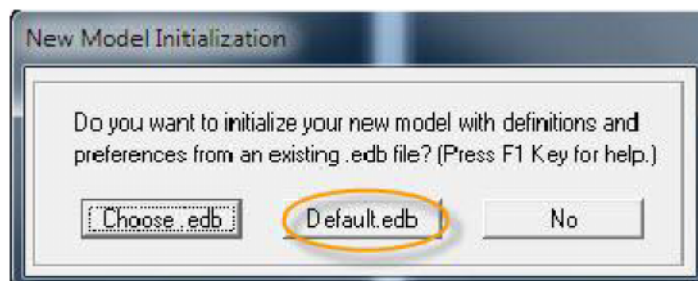 New Model Initialization
Do you want to initialize your new model with definitions and
preferences from an existing .edb file? (Press F1 Key for help.)
Choose .edb Default.edb No